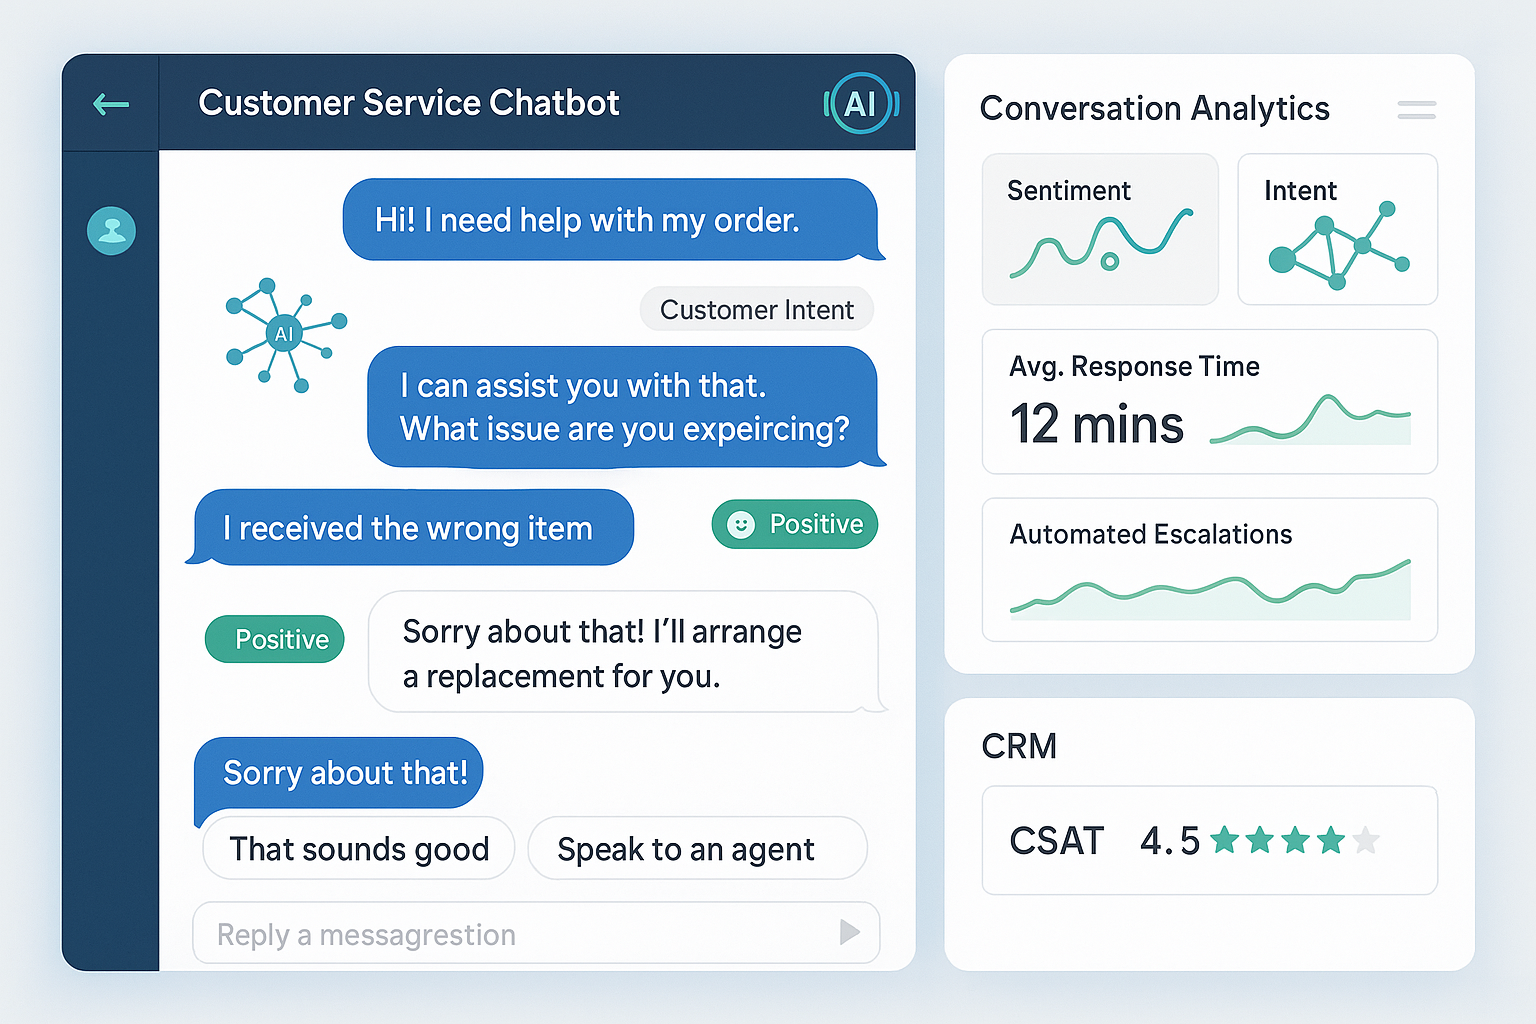 Customer Service Chatbot
AI
Hi! I need help with my order.
Customer Intent
AI
I can assist you with that.
What issue are you expeircing?
I received the wrong item
Positive
Positive
Sorry about that! I'll arrange
a replacement for you.
Sorry about that!
That sounds good
Speak to an agent
Reply a messagrestion
Conversation Analytics
Sentiment
Intent
Avg. Response Time
12 mins
Automated Escalations
CRM
CSAT 4.5